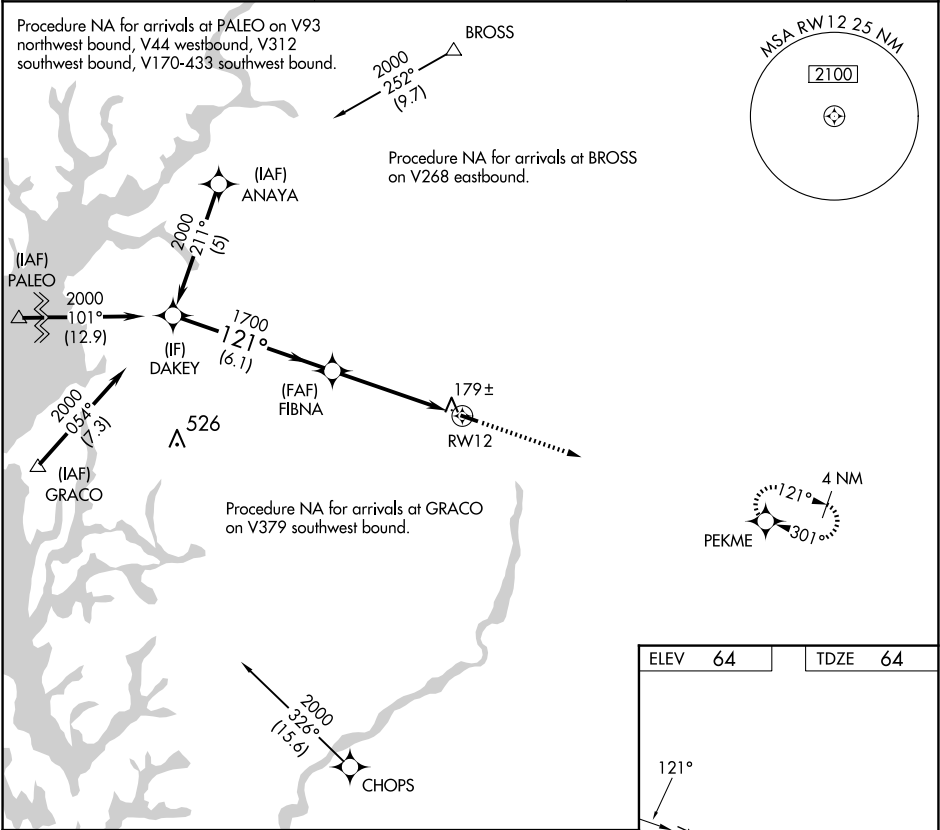 Procedure NA for arrivals at PALEO on V93
northwest bound, V44 westbound, V312
southwest bound, V170-433 southwest bound.
BROSS
2000
252°
(9.7)
MSA RW12 25 NM
2100
Procedure NA for arrivals at BROSS
on V268 eastbound.
(IAF)
ANAYA
2000
211°
(5)
(IAF)
PALEO
2000
101°
(12.9)
(IF)
DAKEY
1700
121°
(6.1)
(FAF)
FIBNA
179±
RW12
2000
054°
(7.3)
(IAF)
GRACO
526
Procedure NA for arrivals at GRACO
on V379 southwest bound.
4 NM
121°
301°
PEKME
2000
326°
(15.6)
CHOPS
ELEV 64
TDZE 64
121°